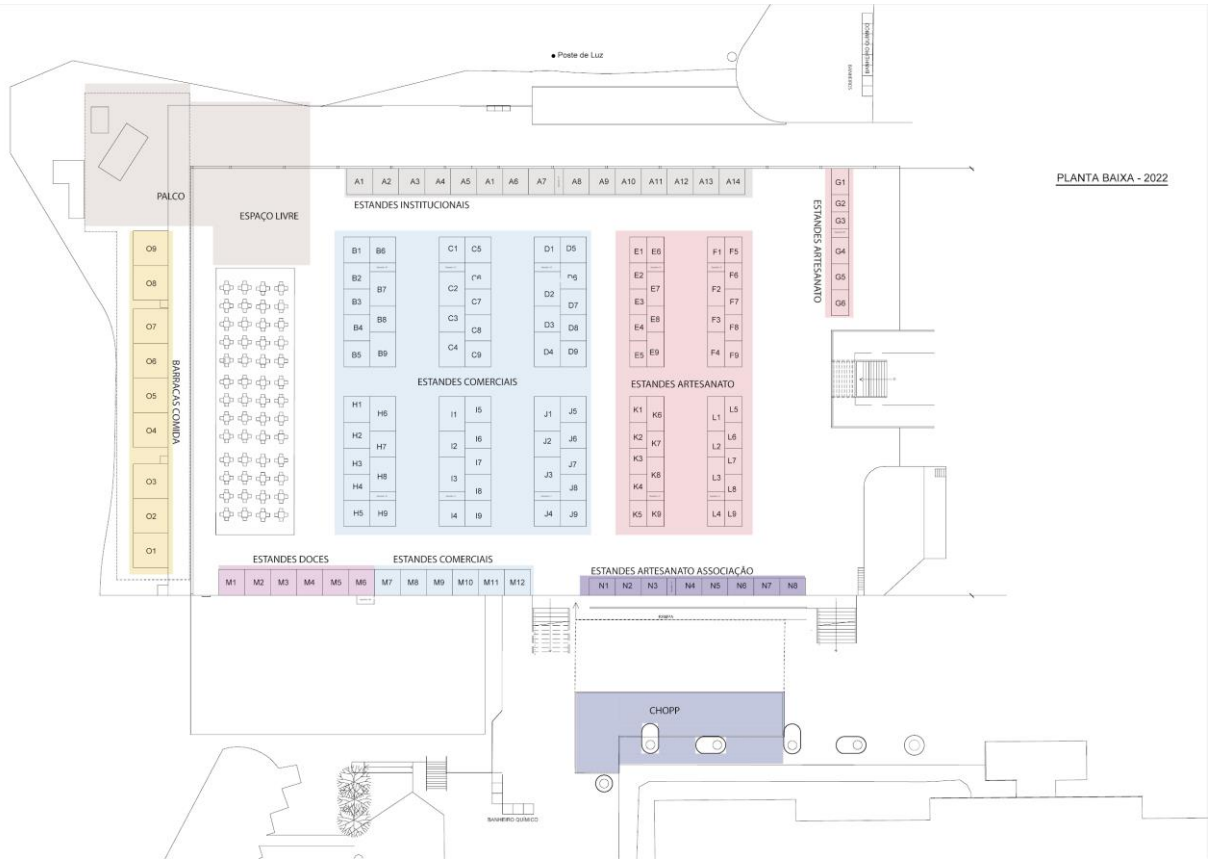 Poste de Luz
BANHEIROS
BANHEIRO QUÍMICO
PLANTA BAIXA - 2022
PALCO
ESPAÇO LIVRE
A1 A2 A3 A4 A5 A1 A6 A7 A8 A9 A10 A11 A12 A13 A14
ESTANDES INSTITUCIONAIS
G1
G2
G3
G4
G5
G6
ESTANDES ARTESANATO
O9
O8
O7
O6
O5
O4
O3
O2
O1
BARRACAS COMIDA
B1 B6
B2
B7
B3
B8
B4
B5 B9
C1 C5
C6
C2
C7
C3
C8
C4
C9
D1 D5
D6
D2
D7
D3 D8
D4 D9
ESTANDES COMERCIAIS
E1 E6
E2
E7
E3
E8
E4
E5 E9
F1 F5
F6
F2
F7
F3
F8
F4 F9
ESTANDES ARTESANATO
H1
H6
H2
H7
H3
H8
H4
H5 H9
I1 I5
I6
I2
I7
I3
I8
I4 I9
J1 J5
J2 J6
J7
J3
J8
J4 J9
K1 K6
K2
K7
K3
K8
K4
K5 K9
L1 L5
L6
L2
L7
L3
L8
L4 L9
ESTANDES DOCES
M1 M2 M3 M4 M5 M6
ESTANDES COMERCIAIS
M7 M8 M9 M10 M11 M12
ESTANDES ARTESANATO ASSOCIAÇÃO
N1 N2 N3 N4 N5 N6 N7 N8
CHOPP
BANHEIRO QUÍMICO